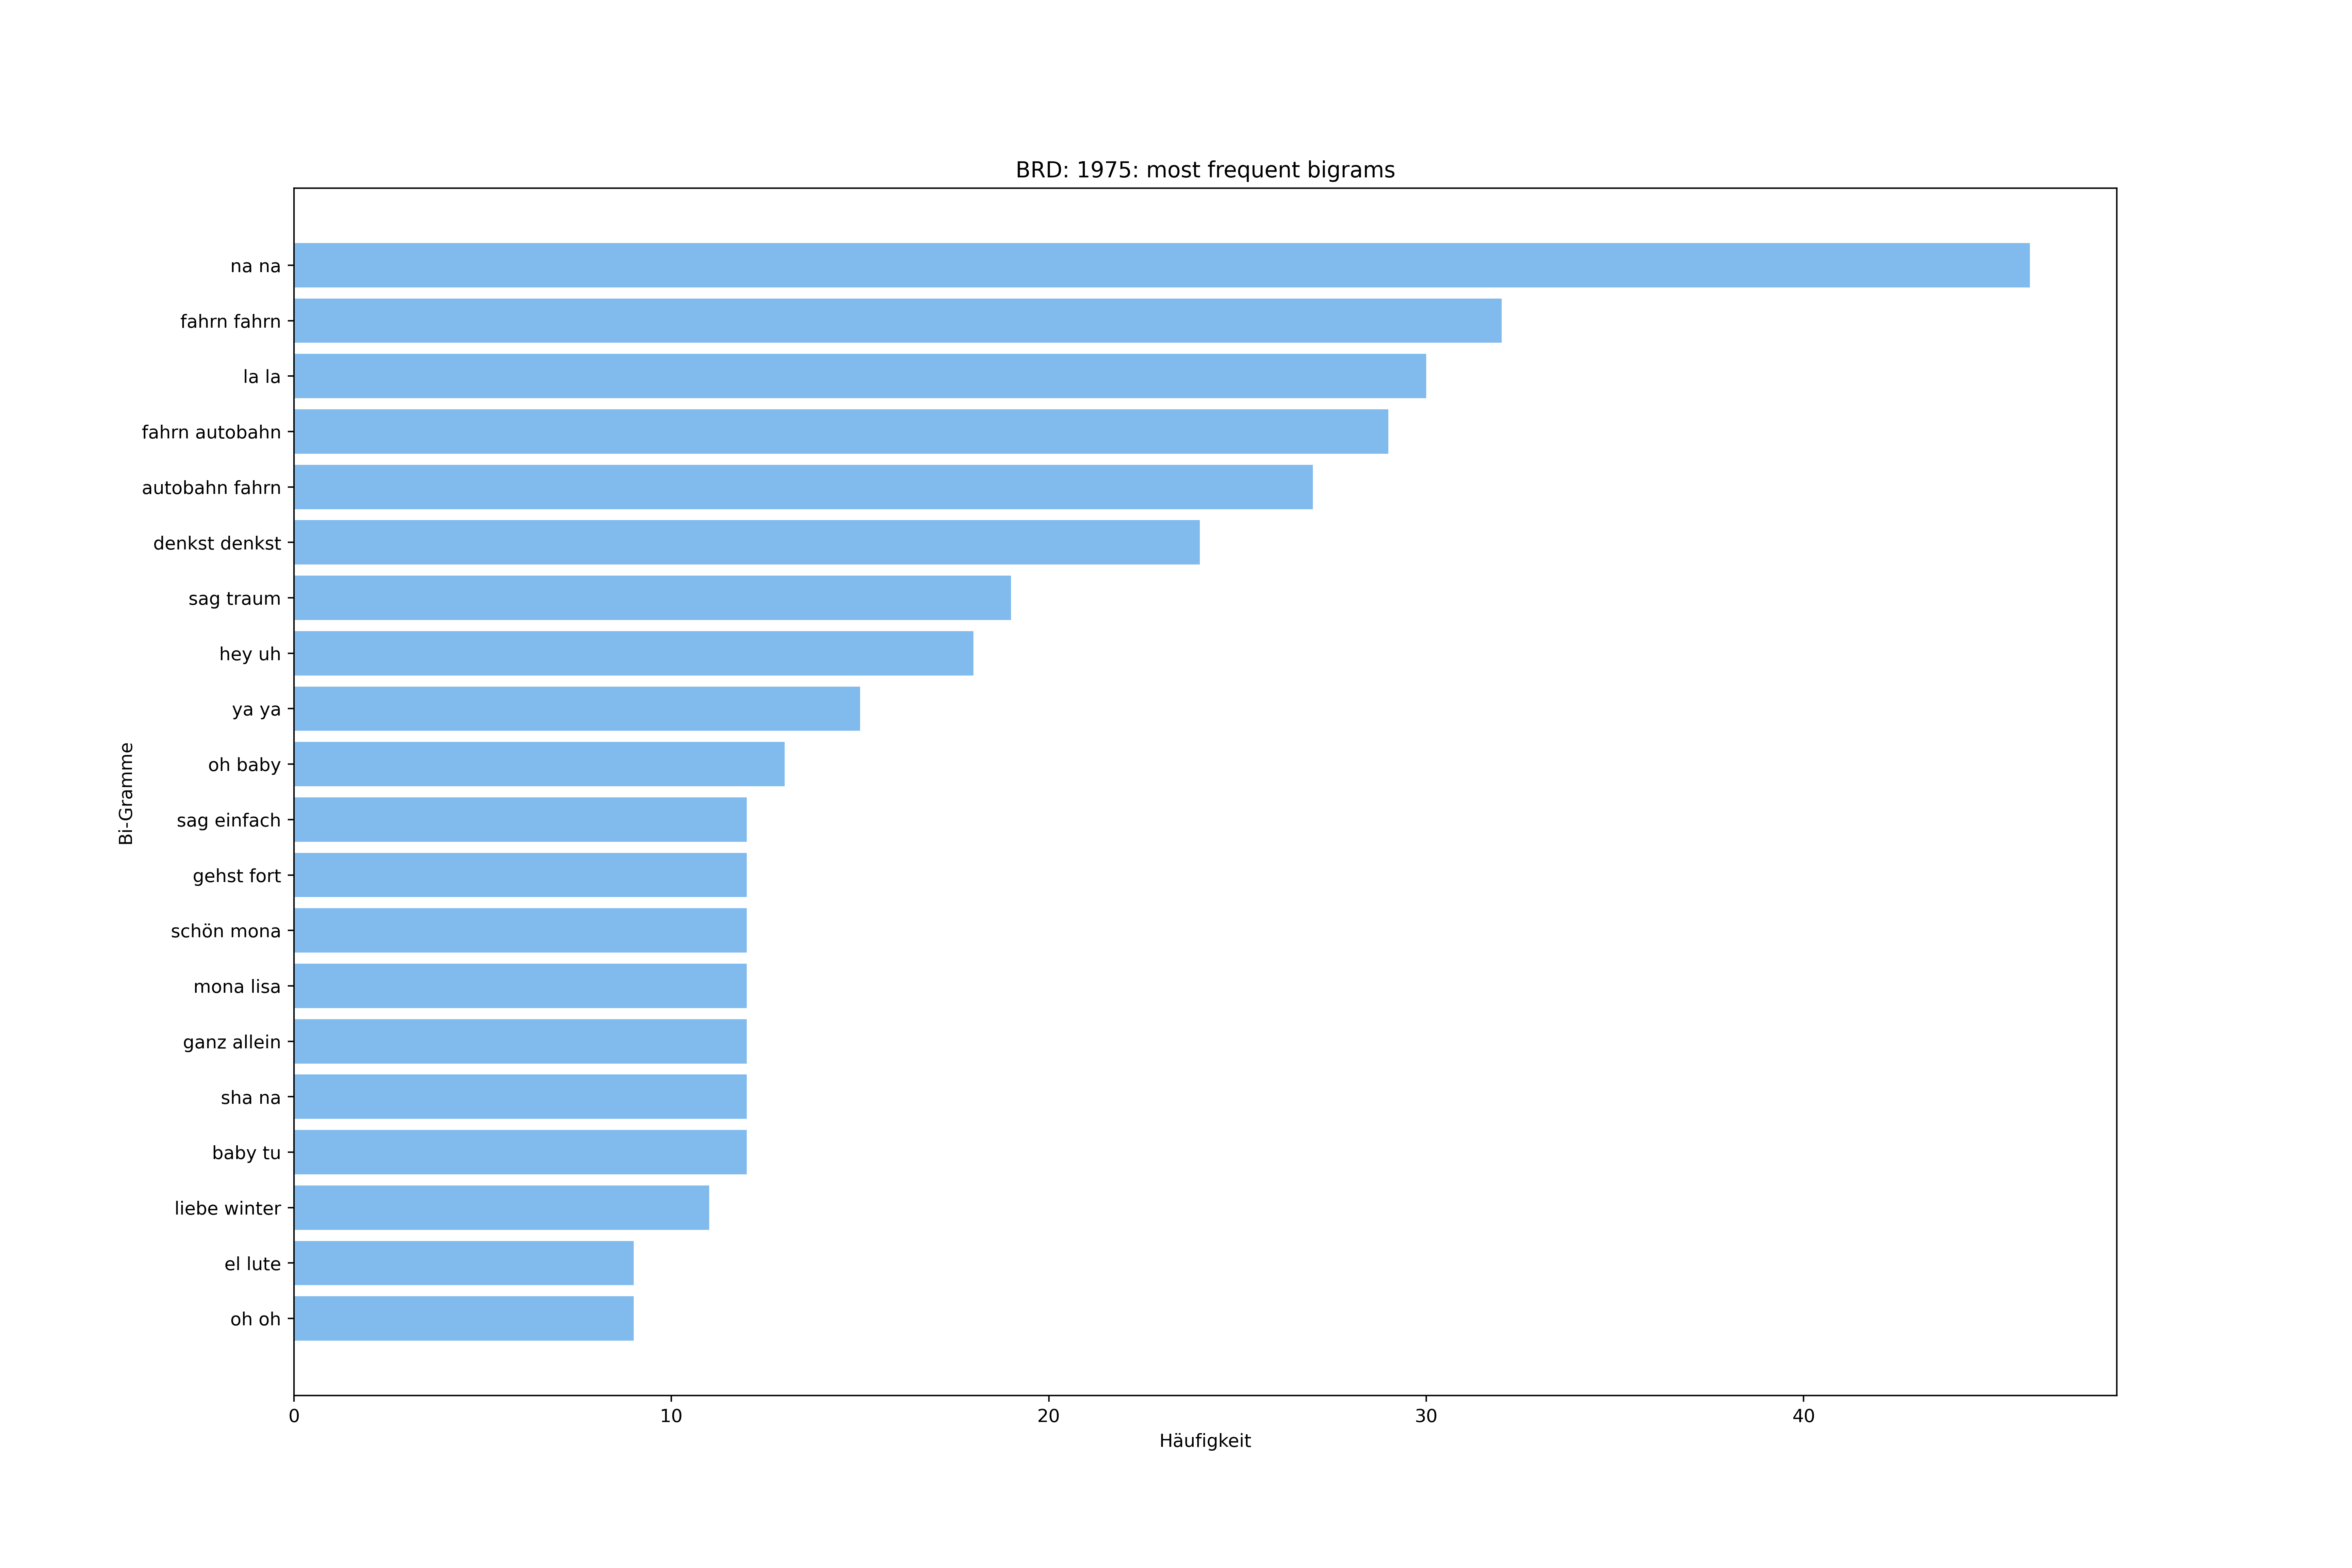 BRD: 1975: most frequent bigrams
na na
fahrn fahrn
la la
fahrn autobahn
autobahn fahrn
denkst denkst
sag traum
hey uh
ya ya
oh baby
sag einfach
gehst fort
schön mona
mona lisa
ganz allein
sha na
baby tu
liebe winter
el lute
oh oh
Bi-Gramme
0 10 20 30 40
Häufigkeit